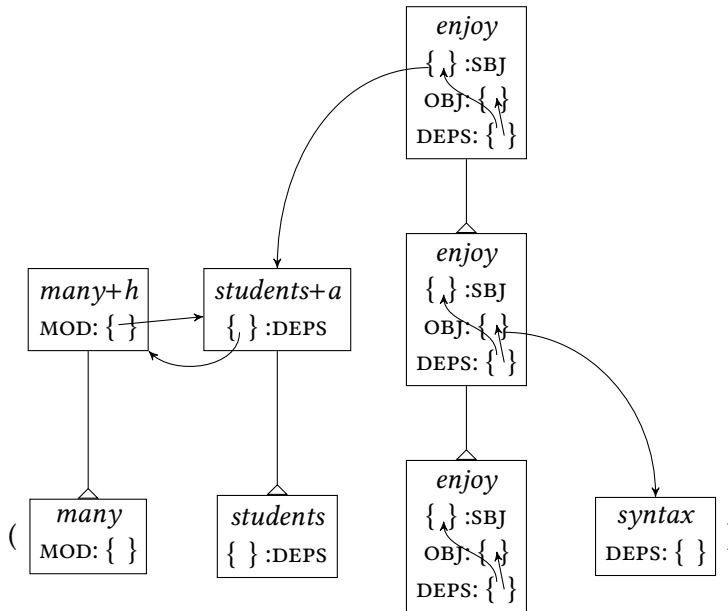 enjoy
{ } :SBJ
OBJ: { }
DEPS: { }
many+h
MOD: { }
students+a
{ } :DEPS
enjoy
{ } :SBJ
OBJ: { }
DEPS: { }
(
many
MOD: { }
students
{ } :DEPS
enjoy
{ } :SBJ
OBJ: { }
DEPS: { }
syntax
DEPS: { }